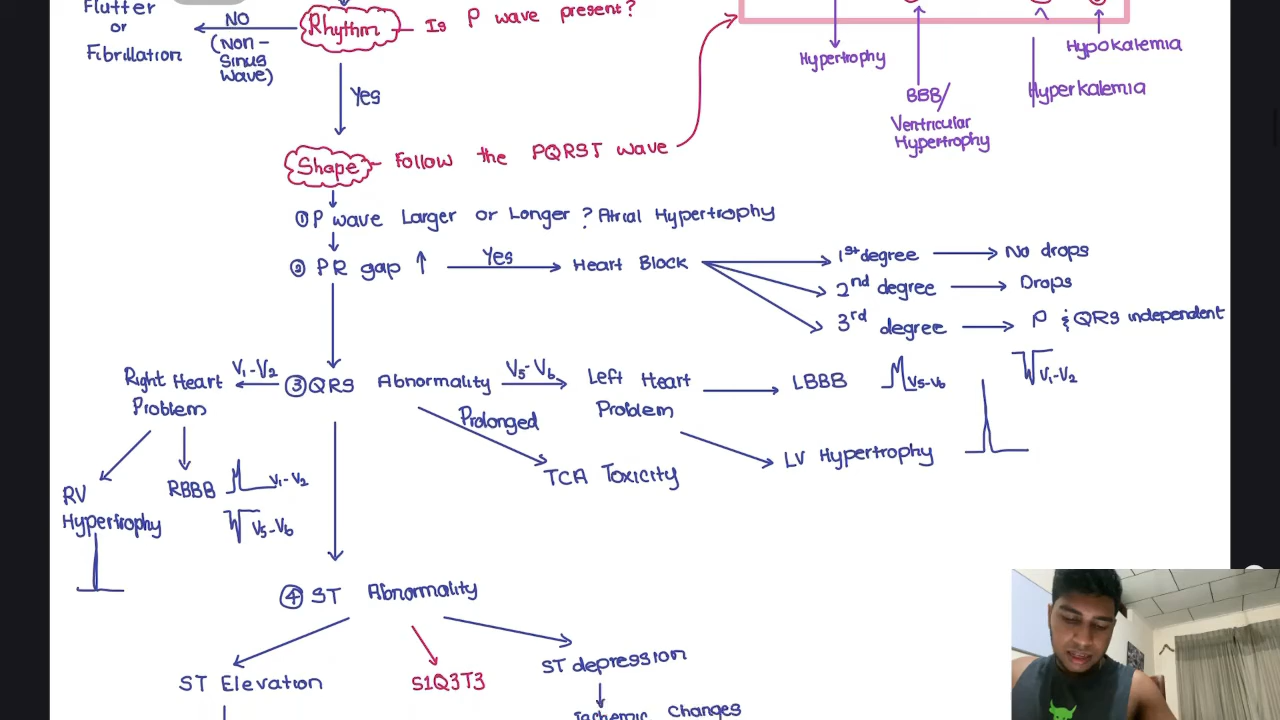 Flutter
or
Fibrillation
NO
(Non-
Sinus
Wave)
Rhythm - Is P wave present?
Yes
Hypertrophy
BBB/
Ventricular
Hypertrophy
Hyperkalemia
Hypokalemia
Shape - Follow the PQRST wave
① P wave Larger or Longer? Atrial Hypertrophy
② PR gap ↑ Yes Heart Block
1st degree → No drops
2nd degree → Drops
3rd degree → P & QRS independent
Right Heart
Problem
V1-V2
③ QRS Abnormality
V5-V6
Left Heart
Problem
LBBB V5-V6 V1-V2
Prolonged
TCA Toxicity
LV Hypertrophy
RV
Hypertrophy
RBBB V1-V2
V5-V6
④ ST Abnormality
ST Elevation
S1Q3T3
ST depression
Ischemic Changes